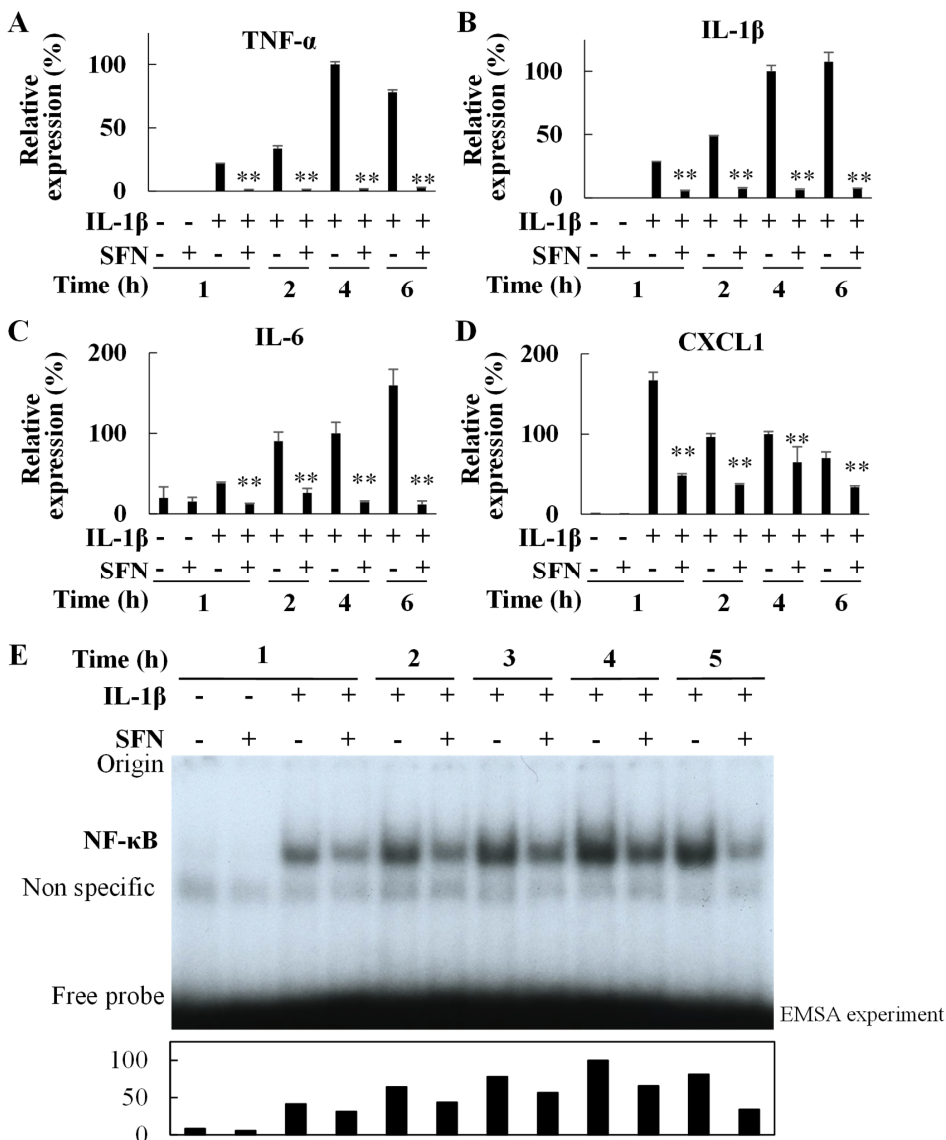 A
TNF-α
Relative expression (%)
100
50
0
IL-1β - - + + + + + + + +
SFN - + - + - + - + - +
Time (h) 1 2 4 6
** ** ** **
B
IL-1β
Relative expression (%)
100
50
0
IL-1β - - + + + + + + + +
SFN - + - + - + - + - +
Time (h) 1 2 4 6
** ** ** **
C
IL-6
Relative expression (%)
200
100
0
IL-1β - - + + + + + + + +
SFN - + - + - + - + - +
Time (h) 1 2 4 6
** ** ** **
D
CXCL1
Relative expression (%)
200
100
0
IL-1β - - + + + + + + + +
SFN - + - + - + - + - +
Time (h) 1 2 4 6
** ** ** **
E
Time (h) 1 2 3 4 5
IL-1β - - + + + + + + + + + +
SFN - + - + - + - + - + - +
Origin
NF-κB
Non specific
Free probe
EMSA experiment
100
50
0